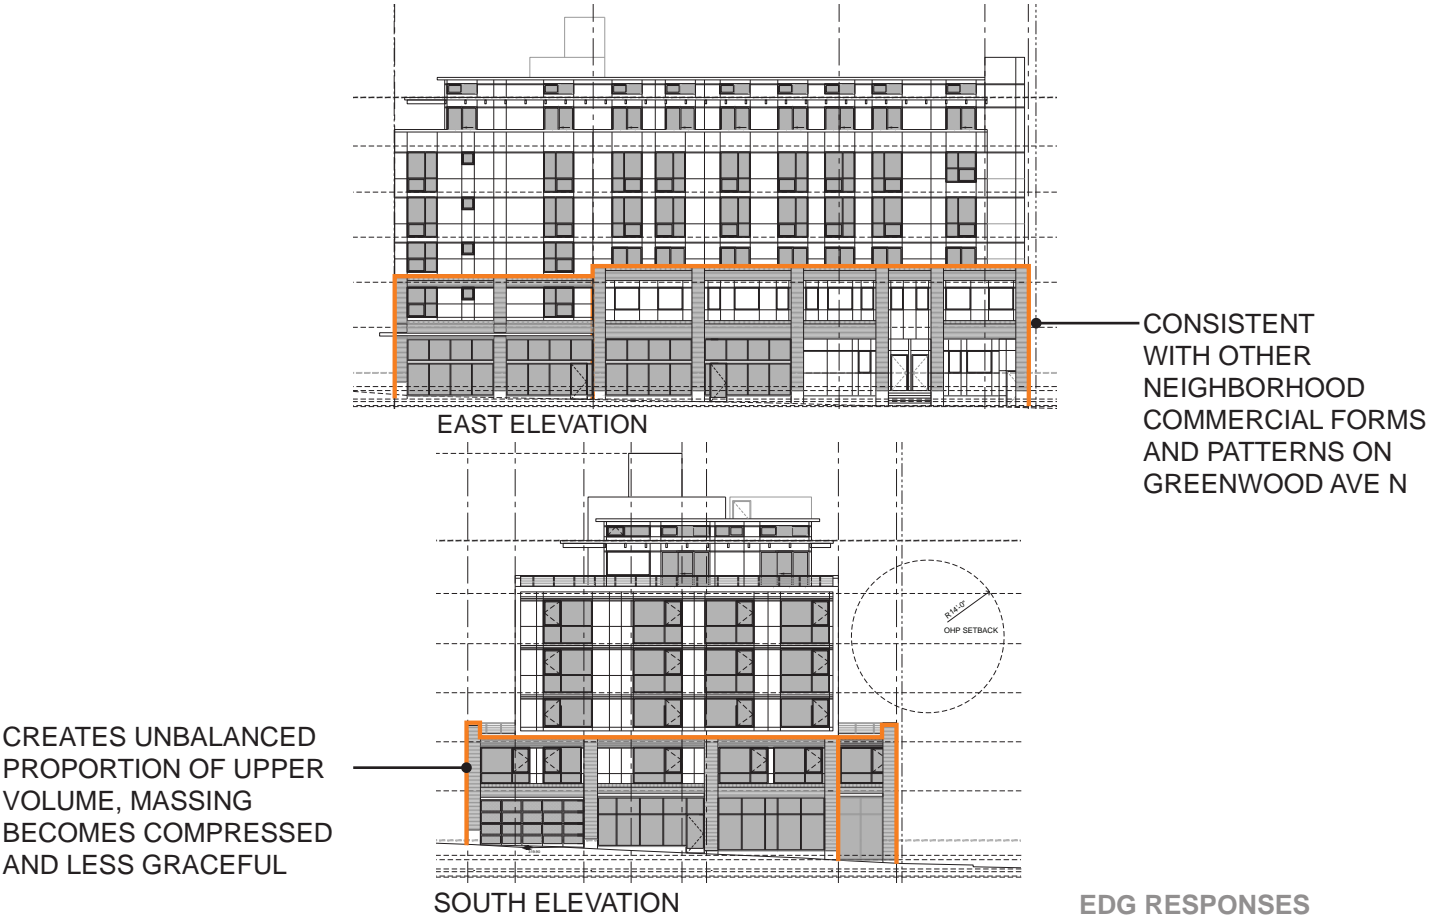 CONSISTENT
WITH OTHER
NEIGHBORHOOD
COMMERCIAL FORMS
AND PATTERNS ON
GREENWOOD AVE N
EAST ELEVATION
R14'-0"
OHP SETBACK
CREATES UNBALANCED
PROPORTION OF UPPER
VOLUME, MASSING
BECOMES COMPRESSED
AND LESS GRACEFUL
SOUTH ELEVATION
EDG RESPONSES